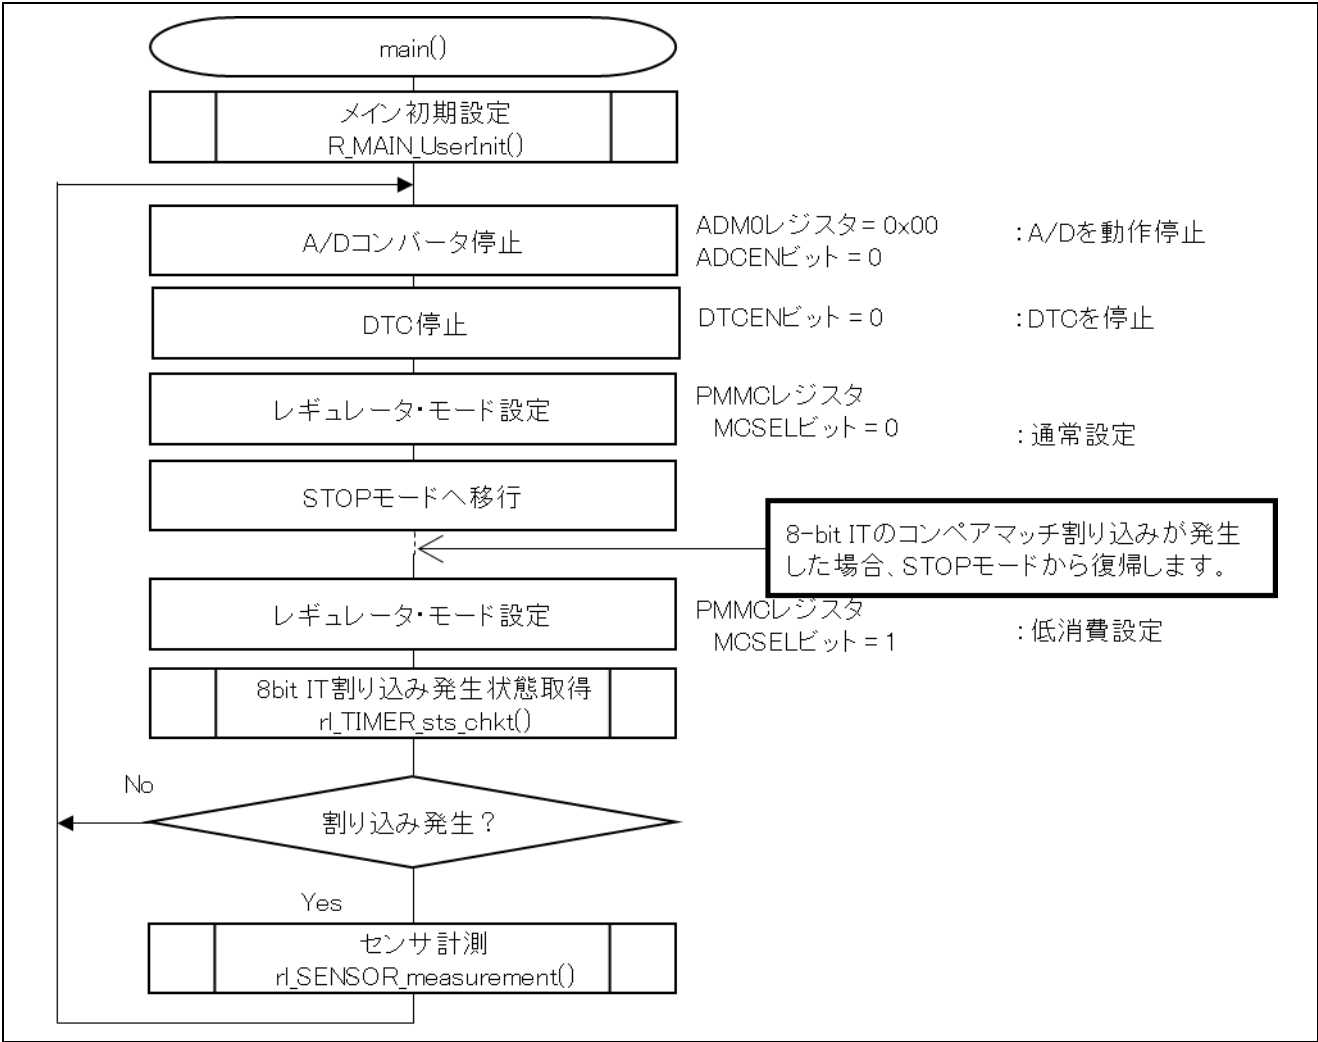 main()
メイン初期設定
R_MAIN_UserInit()
A/Dコンバータ停止
ADM0レジスタ= 0x00
ADCENビット = 0
:A/Dを動作停止
DTC停止
DTCENビット = 0
:DTCを停止
レギュレータ・モード設定
PMMCレジスタ
MCSELビット = 0
:通常設定
STOPモードへ移行
8-bit ITのコンペアマッチ割り込みが発生
した場合、STOPモードから復帰します。
レギュレータ・モード設定
PMMCレジスタ
MCSELビット = 1
:低消費設定
8bit IT割り込み発生状態取得
rl_TIMER_sts_chkt()
No
割り込み発生?
Yes
センサ計測
rl_SENSOR_measurement()